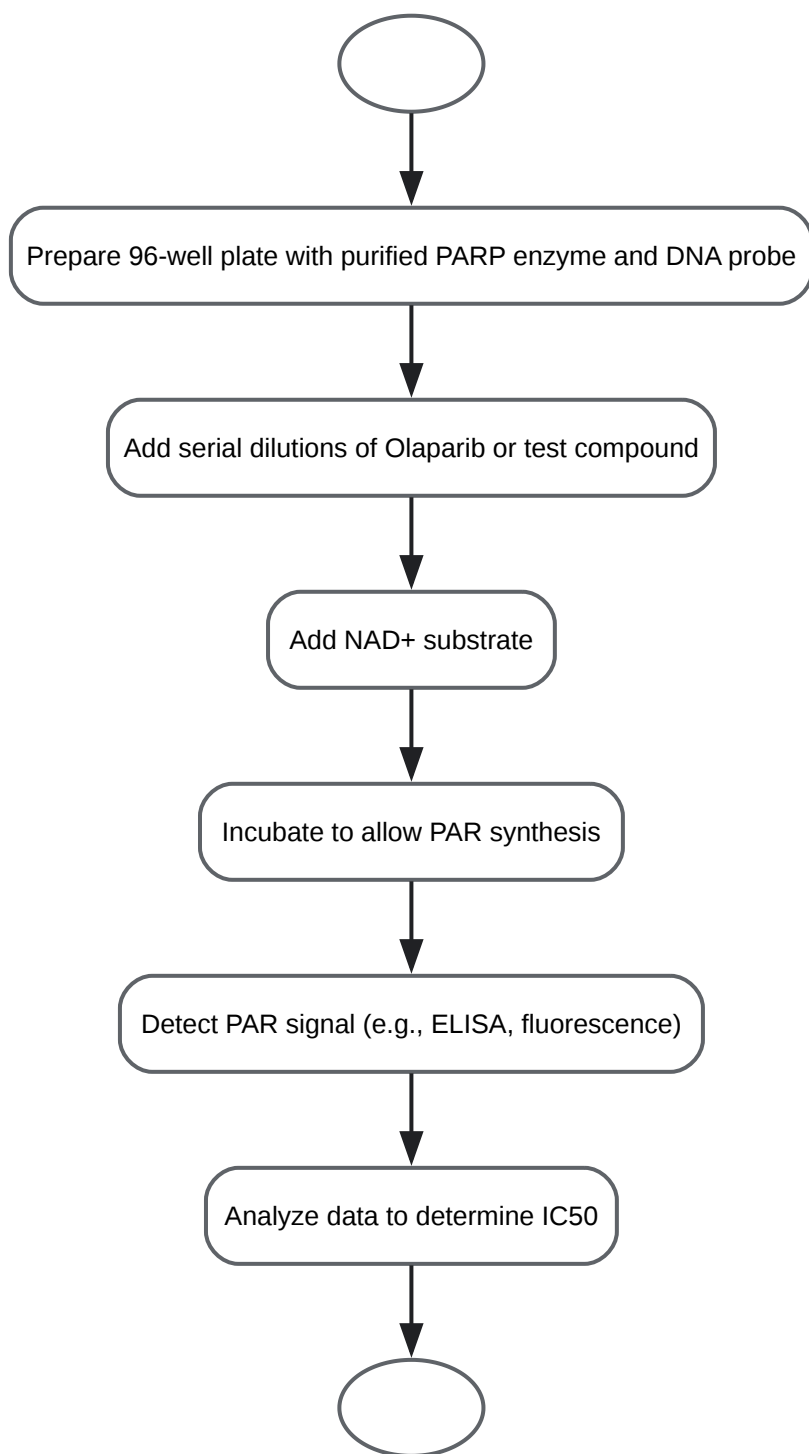 Prepare 96-well plate with purified PARP enzyme and DNA probe
Add serial dilutions of Olaparib or test compound
Add NAD+ substrate
Incubate to allow PAR synthesis
Detect PAR signal (e.g., ELISA, fluorescence)
Analyze data to determine IC50